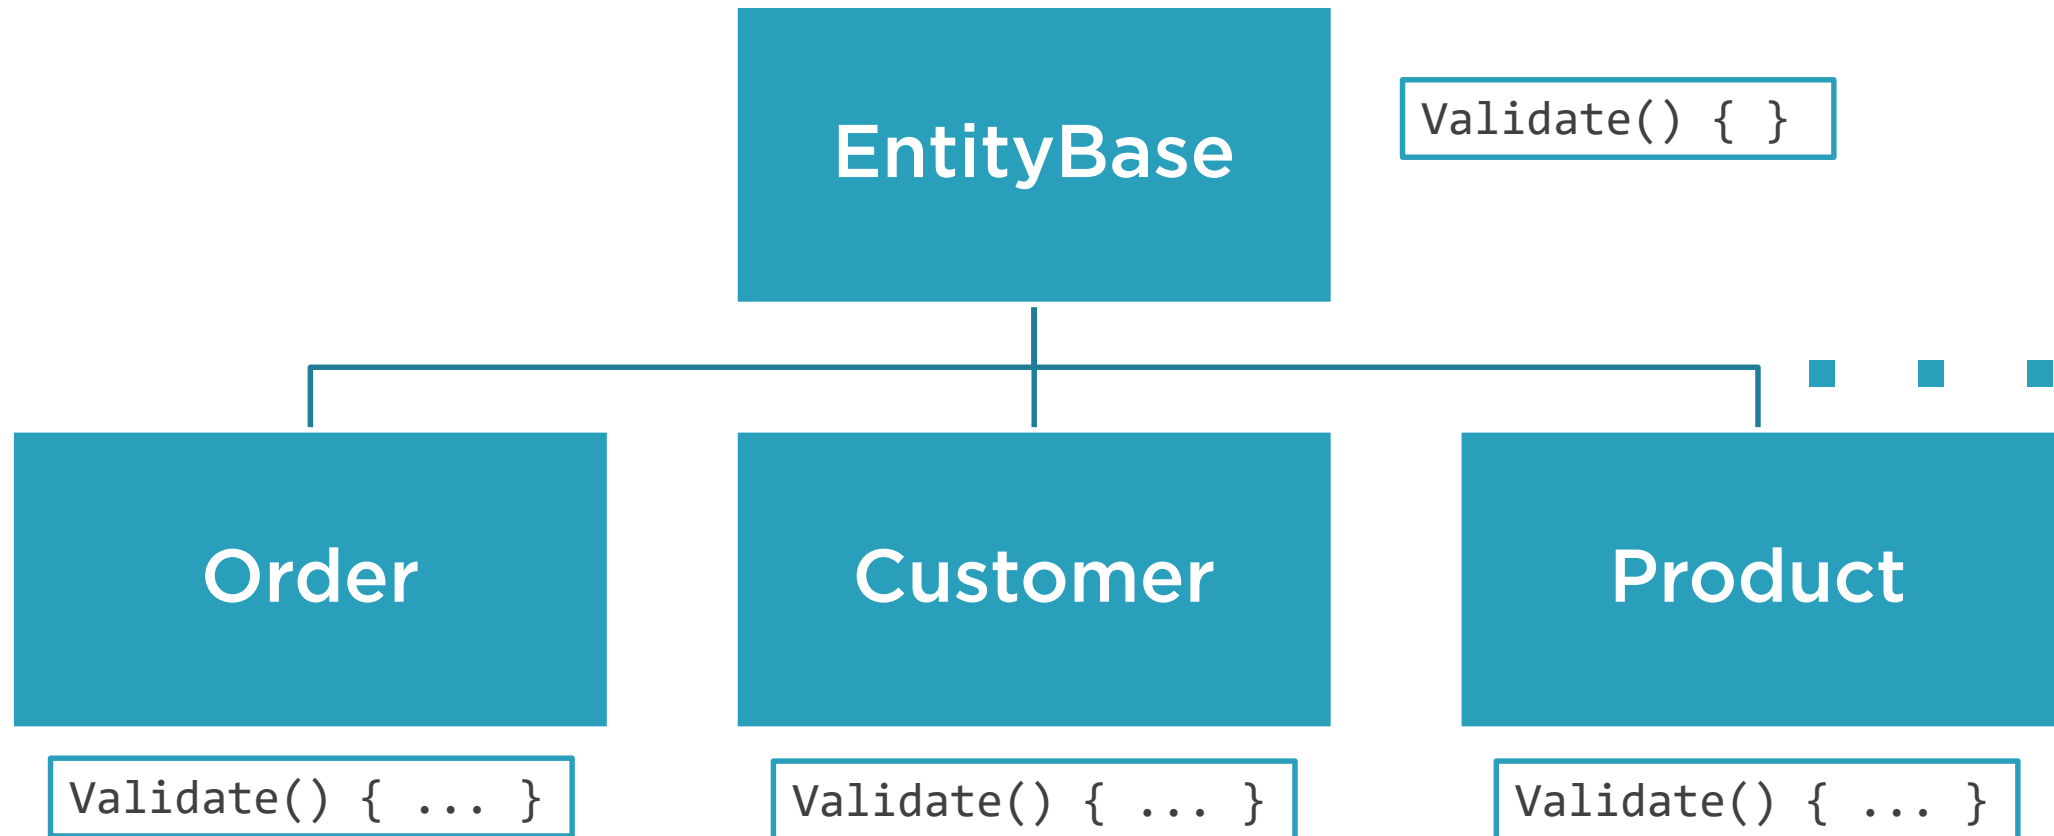 EntityBase
Validate() { }
Order
Customer
Product
Validate() { ... }
Validate() { ... }
Validate() { ... }